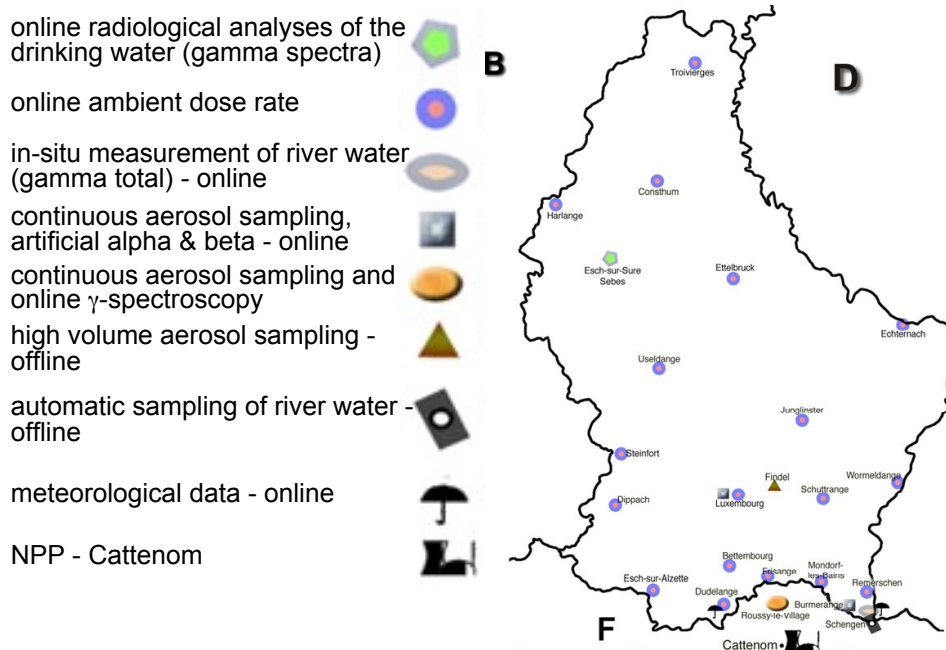 online radiological analyses of the
drinking water (gamma spectra)
online ambient dose rate
in-situ measurement of river water
(gamma total) - online
continuous aerosol sampling,
artificial alpha & beta - online
continuous aerosol sampling and
online γ-spectroscopy
high volume aerosol sampling -
offline
automatic sampling of river water -
offline
meteorological data - online
NPP - Cattenom
B
D
Troivierges
Consthum
Harlange
Esch-sur-Sure
Sebes
Ettelbruck
Echternach
Useldange
Junglinster
Steinfort
Findel
Wormeldange
Luxembourg
Schuttrange
Dippach
Bettembourg
Frisange
Mondorf-
les-Bains
Esch-sur-Alzette
Remerschen
Dudelange
Burmerange
Roussy-le-Village
Schengen
F
Cattenom